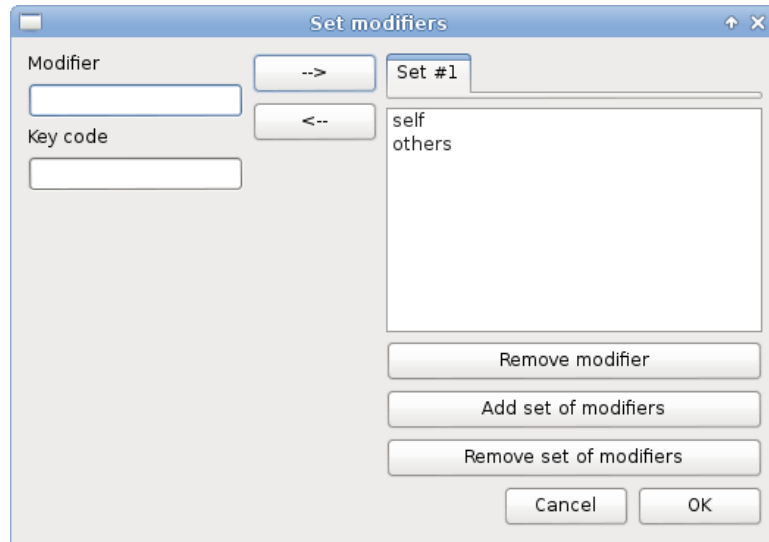 Set modifiers
Modifier
Key code
-->
<--
Set #1
self
others
Remove modifier
Add set of modifiers
Remove set of modifiers
Cancel
OK